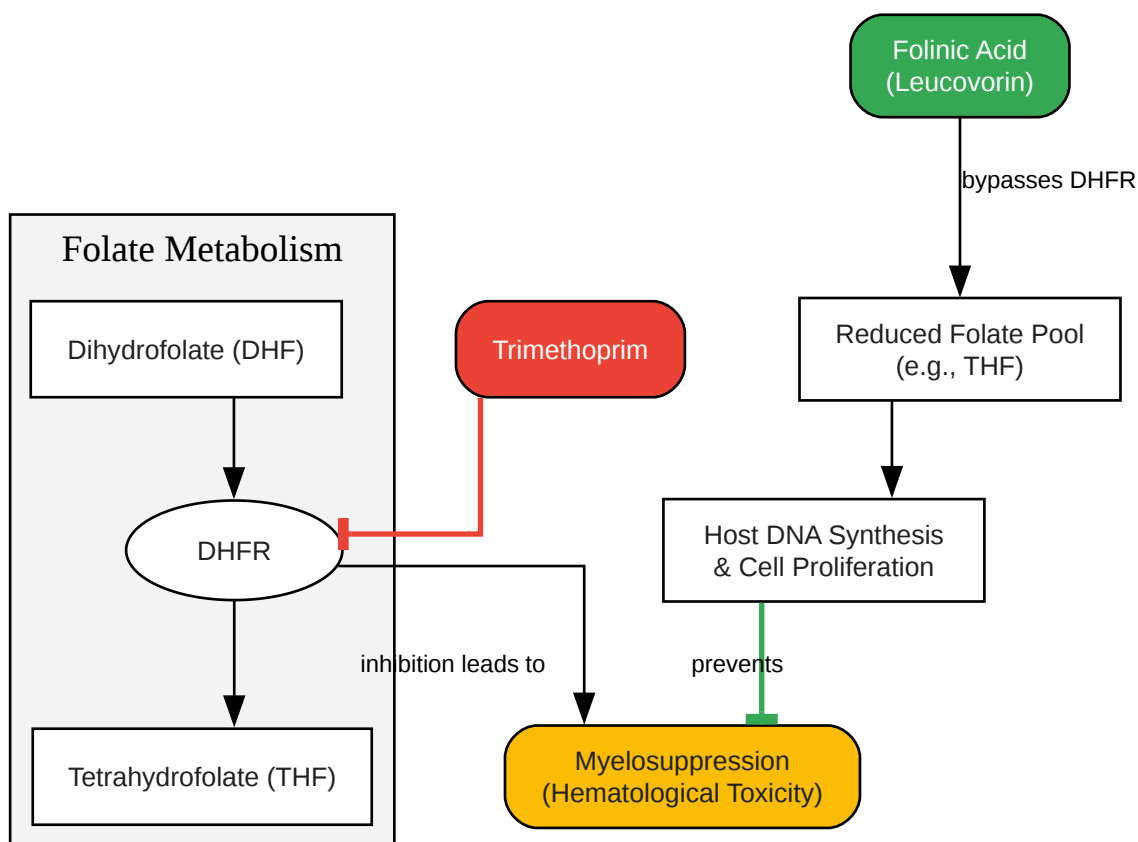 Folinic Acid
(Leucovorin)
bypasses DHFR
Folate Metabolism
Dihydrofolate (DHF)
Trimethoprim
Reduced Folate Pool
(e.g., THF)
DHFR
Host DNA Synthesis
& Cell Proliferation
inhibition leads to
prevents
Tetrahydrofolate (THF)
Myelosuppression
(Hematological Toxicity)